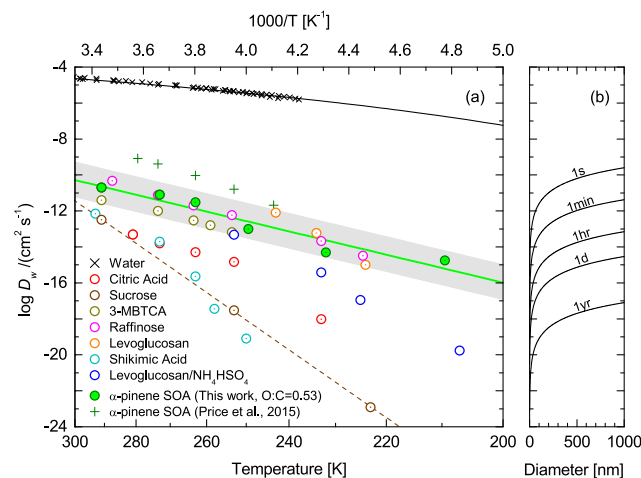 1000/T [K⁻¹]
3.4 3.6 3.8 4.0 4.2 4.4 4.6 4.8 5.0
-4
-8
-12
-16
-20
-24
log D_w /(cm² s⁻¹)
(a)
Water
Citric Acid
Sucrose
3-MBTCA
Raffinose
Levoglucosan
Shikimic Acid
Levoglucosan/NH₄HSO₄
α-pinene SOA (This work, O:C=0.53)
α-pinene SOA (Price et al., 2015)
300 280 260 240 220 200
Temperature [K]
(b)
1s
1min
1hr
1d
1yr
0 500 1000
Diameter [nm]